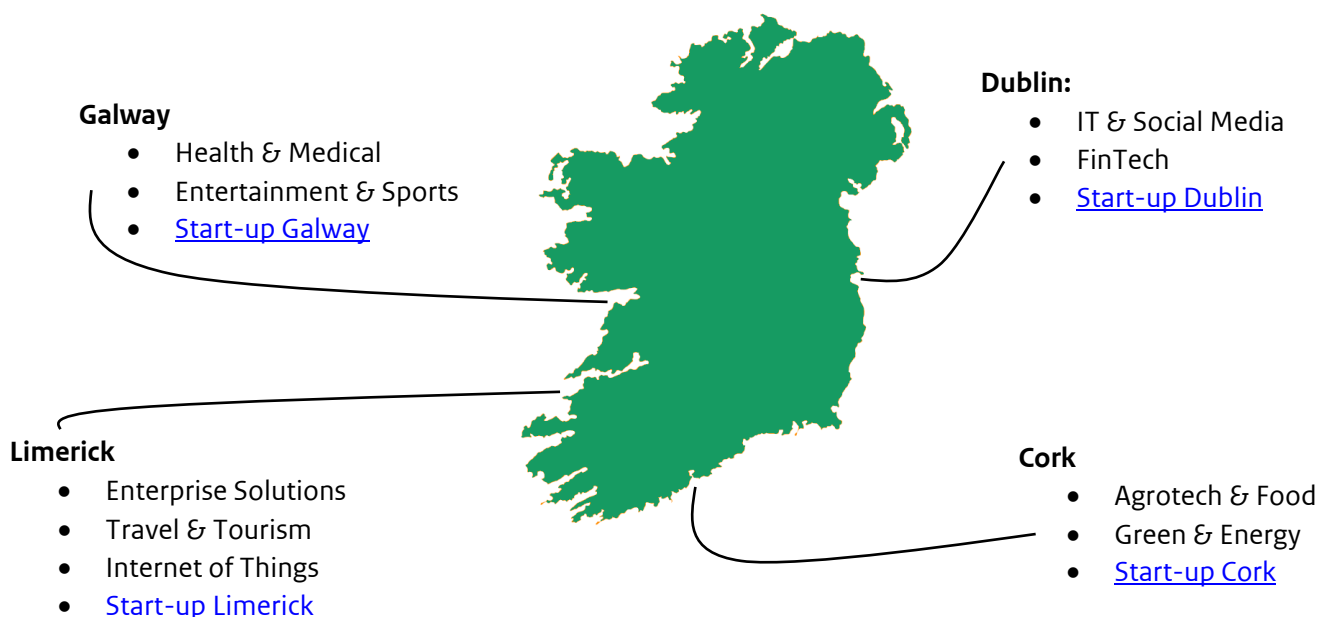 Galway
● Health & Medical
● Entertainment & Sports
● Start-up Galway
Dublin:
● IT & Social Media
● FinTech
● Start-up Dublin
Limerick
● Enterprise Solutions
● Travel & Tourism
● Internet of Things
● Start-up Limerick
Cork
● Agrotech & Food
● Green & Energy
● Start-up Cork